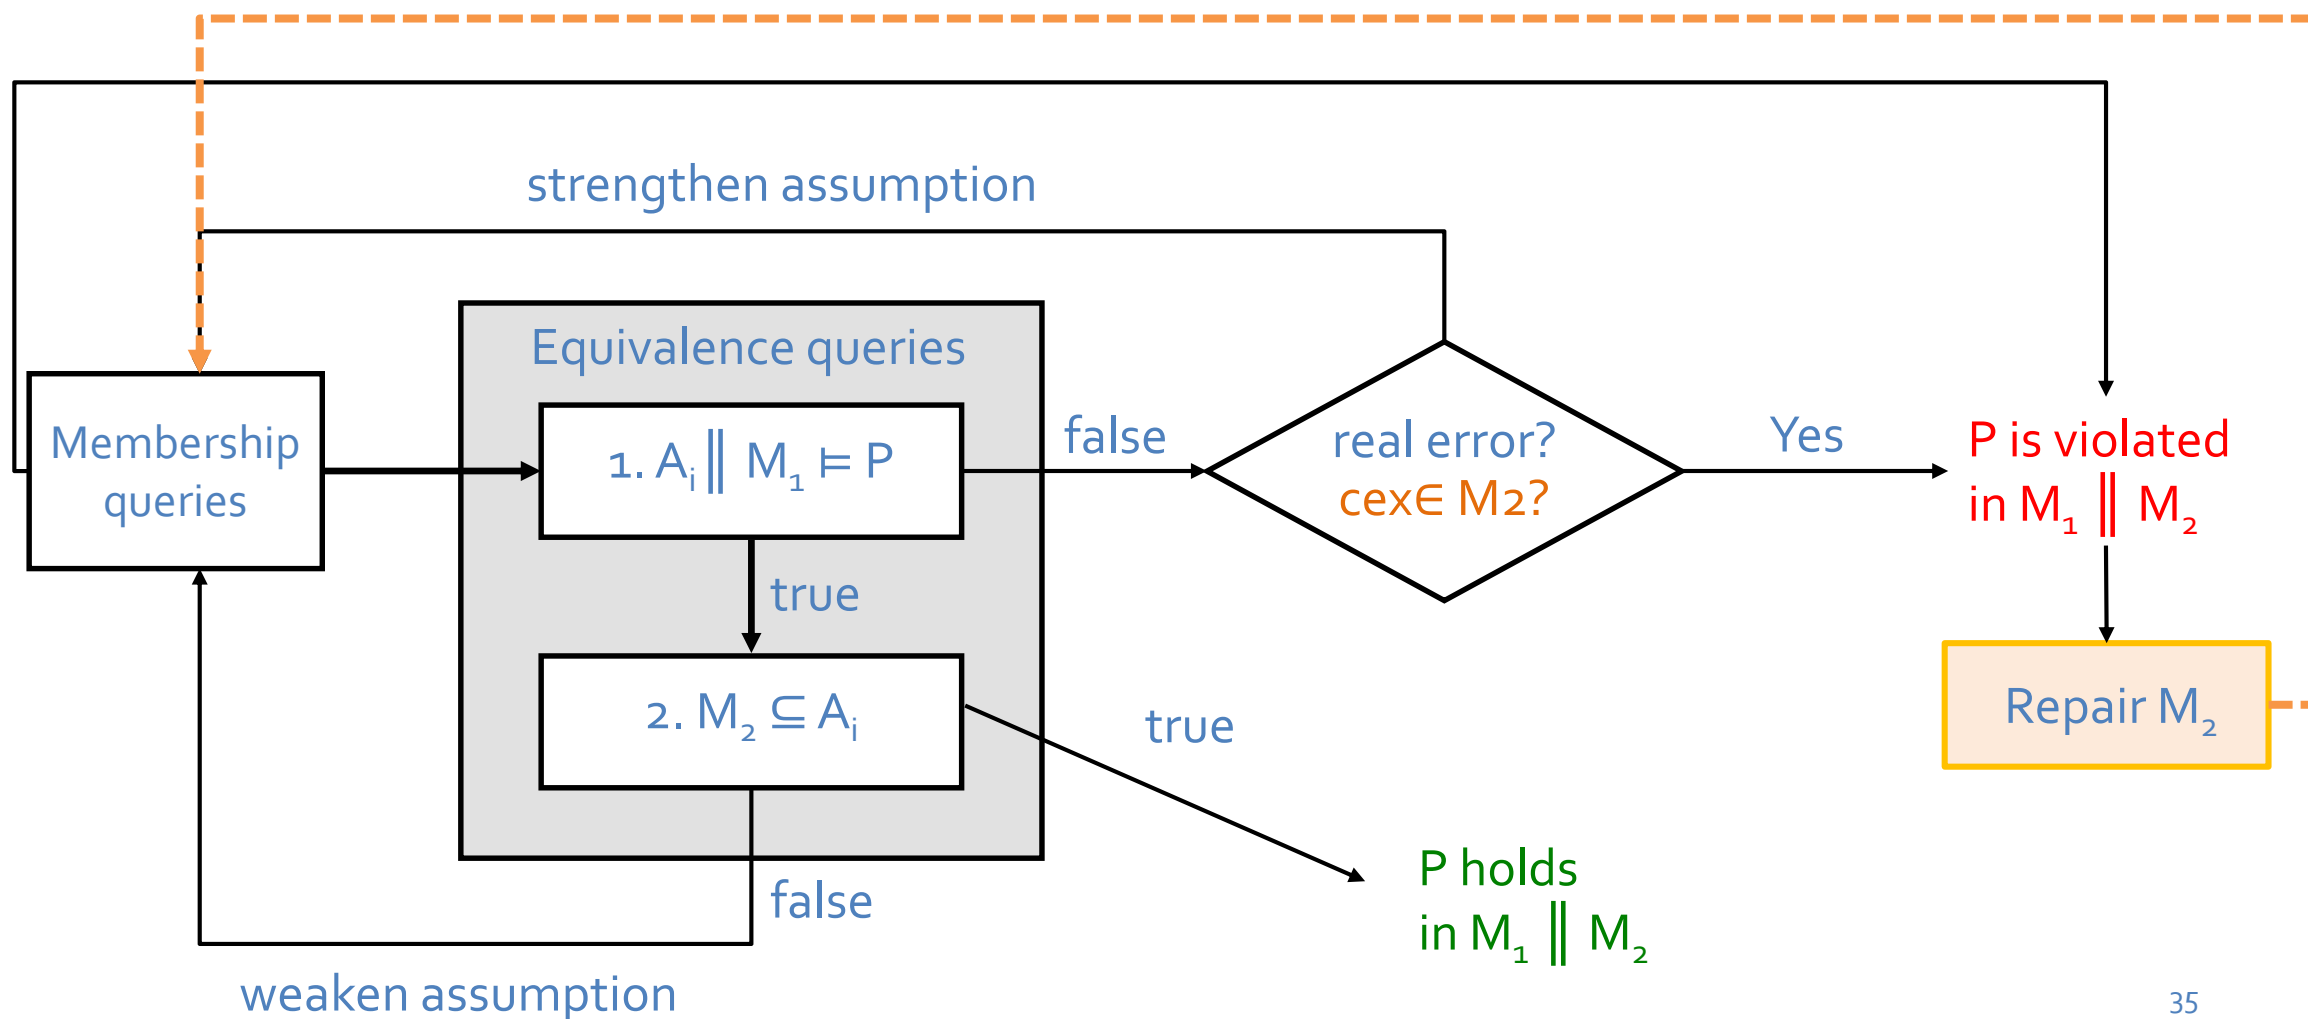 strengthen assumption
Equivalence queries
Membership
queries
1. Aᵢ ‖ M₁ ⊨ P
false
real error?
cex∈ M2?
Yes
P is violated
in M₁ ‖ M₂
true
2. M₂ ⊆ Aᵢ
true
Repair M₂
false
P holds
in M₁ ‖ M₂
weaken assumption
35